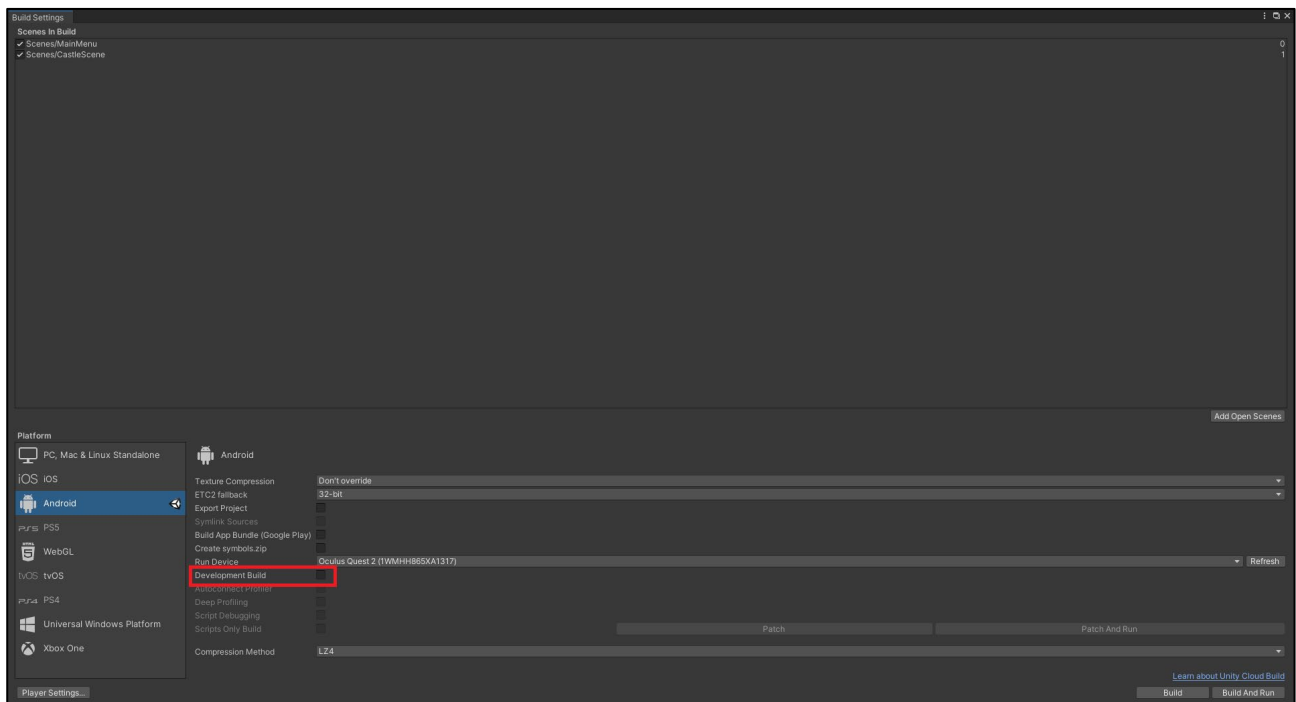 Build Settings
Scenes In Build
Scenes/MainMenu 0
Scenes/CastleScene 1
Add Open Scenes
Platform
PC, Mac & Linux Standalone
iOS iOS
Android
PS5 PS5
WebGL
tvOS tvOS
PS4 PS4
Universal Windows Platform
Xbox One
Android
Texture Compression Don't override
ETC2 fallback 32-bit
Export Project
Symlink Sources
Build App Bundle (Google Play)
Create symbols.zip
Run Device Oculus Quest 2 (1WMHH865XA1317) Refresh
Development Build
Autoconnect Profiler
Deep Profiling
Script Debugging
Scripts Only Build Patch Patch And Run
Compression Method LZ4
Learn about Unity Cloud Build
Player Settings... Build Build And Run